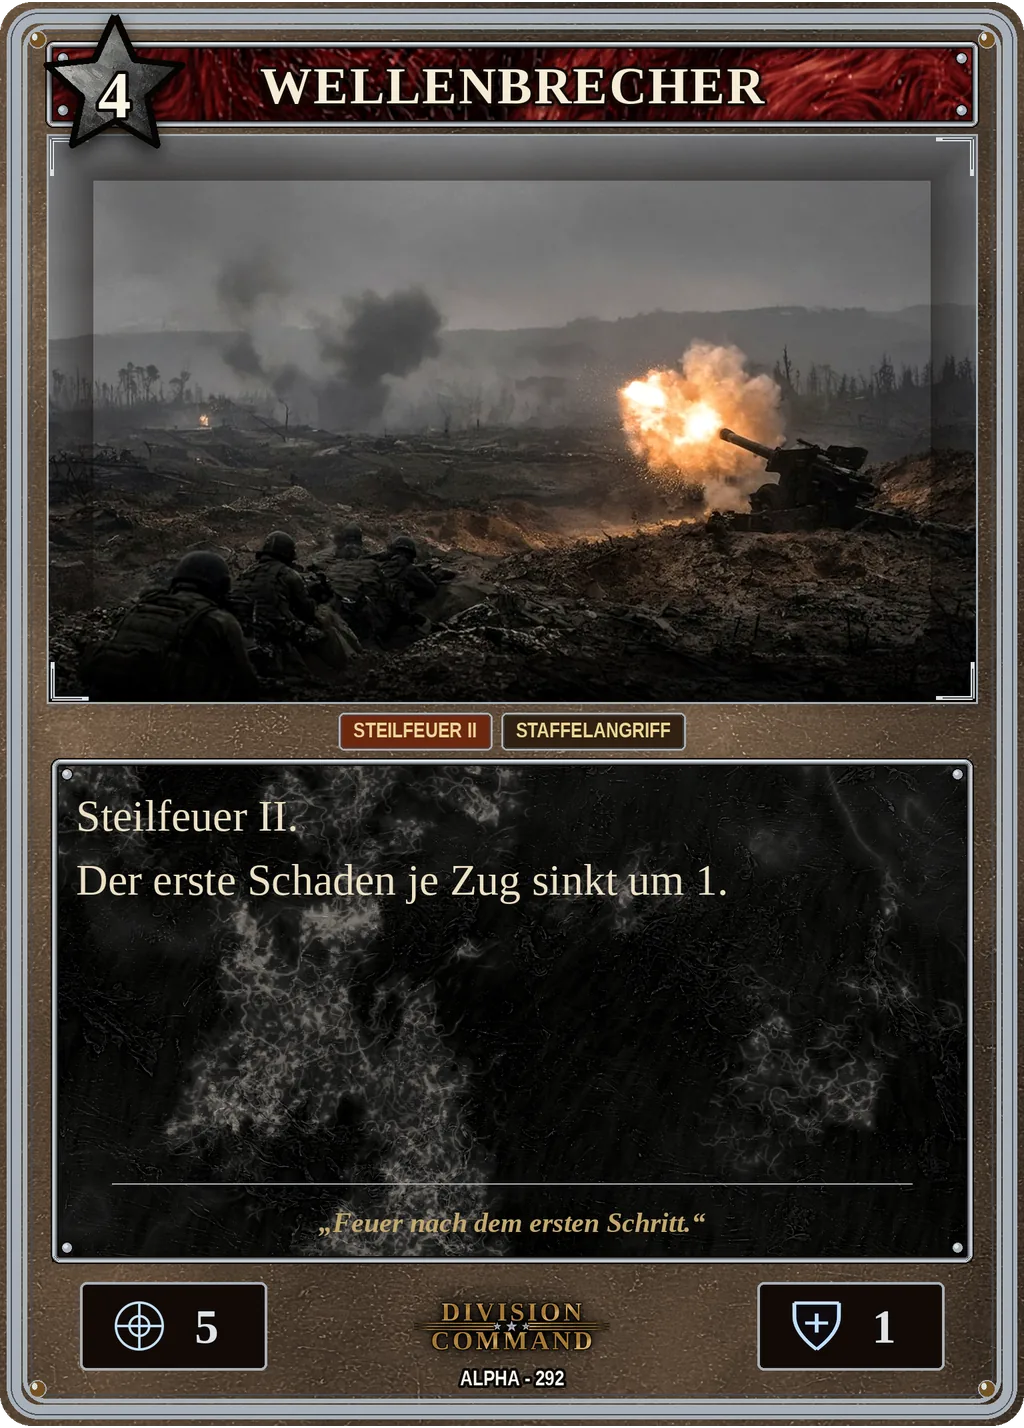 4
WELLENBRECHER
STEILFEUER II
STAFFELANGRIFF
Steilfeuer II.
Der erste Schaden je Zug sinkt um 1.
„Feuer nach dem ersten Schritt.“
5
DIVISION
COMMAND
1
ALPHA - 292